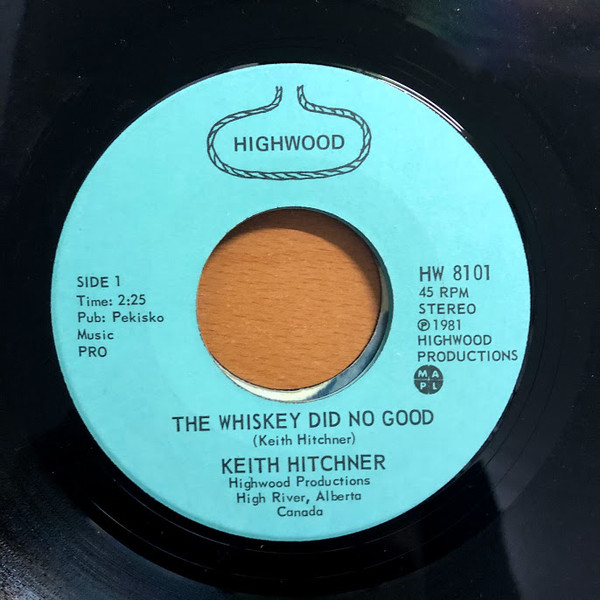 HIGHWOOD
SIDE 1
Time: 2:25
Pub: Pekisko
Music
PRO
HW 8101
45 RPM
STEREO
℗ 1981
HIGHWOOD
PRODUCTIONS
M A
P L
THE WHISKEY DID NO GOOD
(Keith Hitchner)
KEITH HITCHNER
Highwood Productions
High River, Alberta
Canada